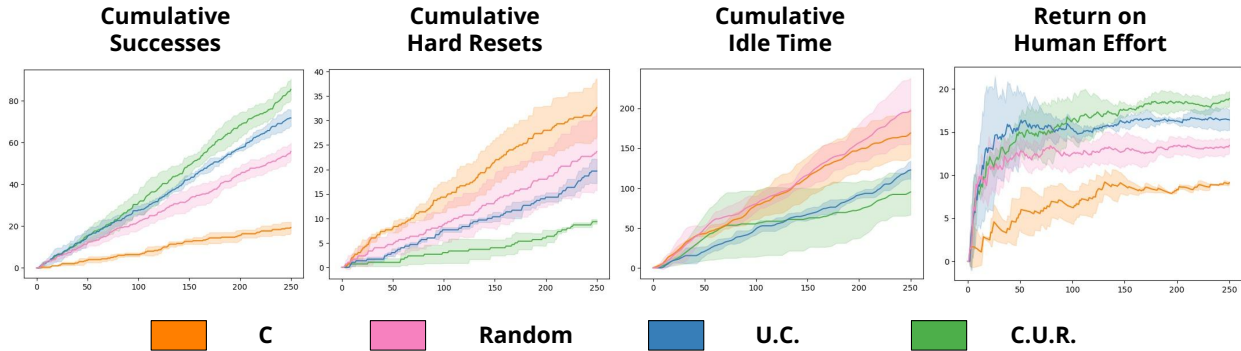 Cumulative
Successes
Cumulative
Hard Resets
Cumulative
Idle Time
Return on
Human Effort
80
60
40
20
0
0 50 100 150 200 250
40
35
30
25
20
15
10
5
0
0 50 100 150 200 250
200
150
100
50
0
0 50 100 150 200 250
20
15
10
5
0
0 50 100 150 200 250
C Random U.C. C.U.R.